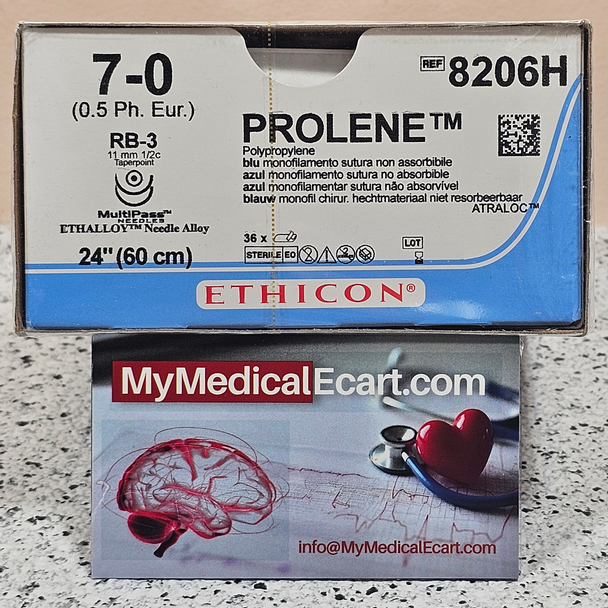 7-0
(0.5 Ph. Eur.)
RB-3
11 mm 1/2c
Taperpoint
MultiPass™
NEEDLES
ETHALLOY™ Needle Alloy
24" (60 cm)
REF 8206H
PROLENE™
Polypropylene
blu monofilamento sutura non assorbibile
azul monofilamento sutura no absorbible
azul monofilamentar sutura não absorvível
blauw monofil chirur. hechtmateriaal niet resorbeerbaar
ATRALOC™
36 x
STERILE EO
LOT
ETHICON®
MyMedicalEcart.com
info@MyMedicalEcart.com